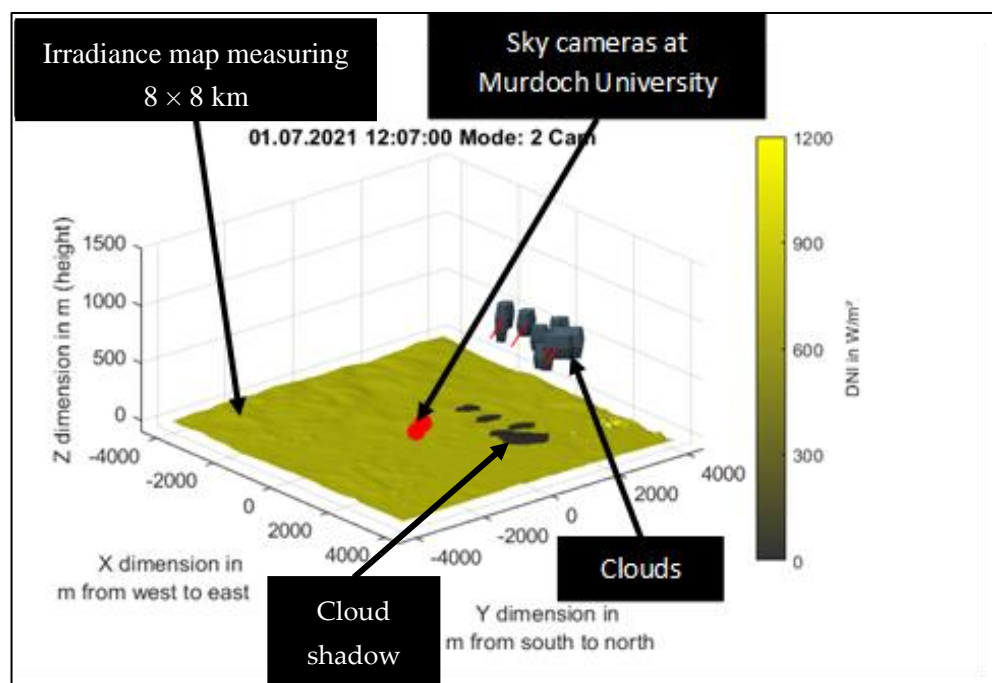 Irradiance map measuring
8 × 8 km
Sky cameras at
Murdoch University
01.07.2021 12:07:00 Mode: 2 Cam
Z dimension in m (height)
1500
1000
500
0
-4000
-2000
0
2000
4000
X dimension in
m from west to east
-4000
-2000
0
2000
4000
Y dimension in
m from south to north
Cloud
shadow
Clouds
1200
900
600
300
0
DNI in W/m²